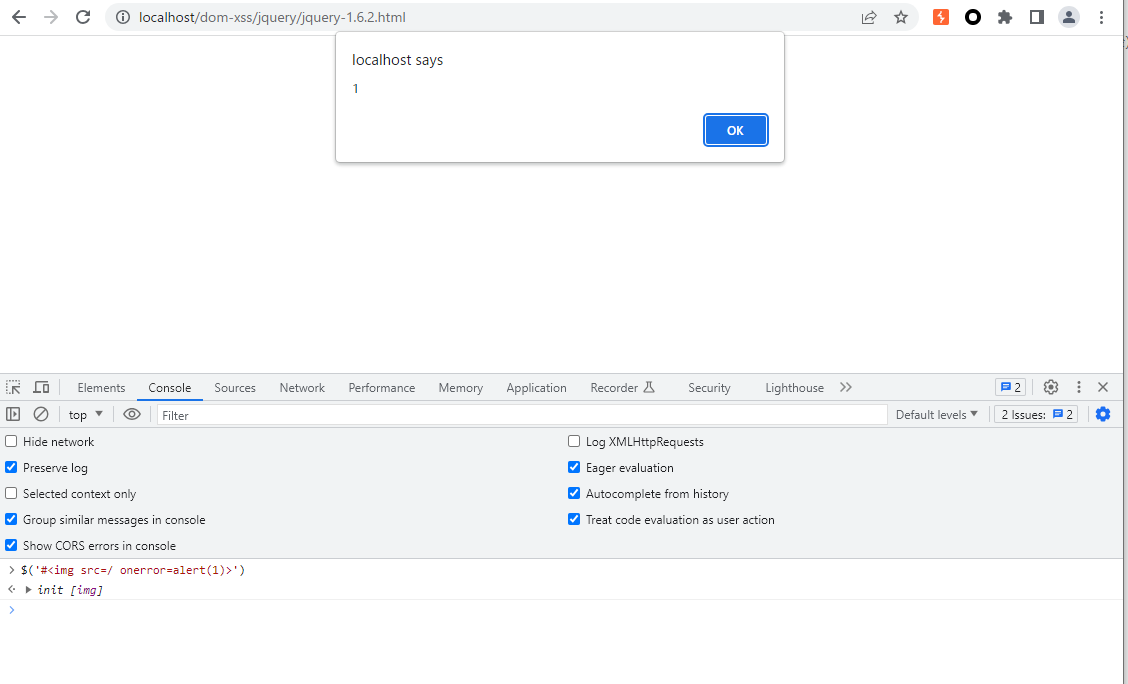 localhost/dom-xss/jquery/jquery-1.6.2.html
localhost says
1
OK
Elements Console Sources Network Performance Memory Application Recorder Security Lighthouse 2
top Filter Default levels 2 Issues: 2
Hide network Log XMLHttpRequests
Preserve log Eager evaluation
Selected context only Autocomplete from history
Group similar messages in console Treat code evaluation as user action
Show CORS errors in console
$('#<img src=/ onerror=alert(1)>')
init [img]